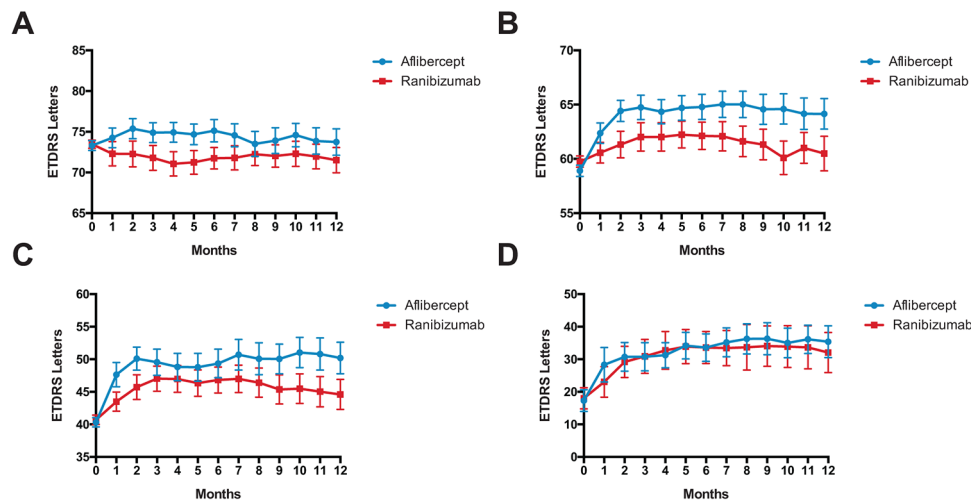 A
85
80
75
70
65
ETDRS Letters
0 1 2 3 4 5 6 7 8 9 10 11 12
Months
Aflibercept
Ranibizumab
B
70
65
60
55
ETDRS Letters
0 1 2 3 4 5 6 7 8 9 10 11 12
Months
Aflibercept
Ranibizumab
C
60
55
50
45
40
35
ETDRS Letters
0 1 2 3 4 5 6 7 8 9 10 11 12
Months
Aflibercept
Ranibizumab
D
50
40
30
20
10
0
ETDRS Letters
0 1 2 3 4 5 6 7 8 9 10 11 12
Months
Aflibercept
Ranibizumab